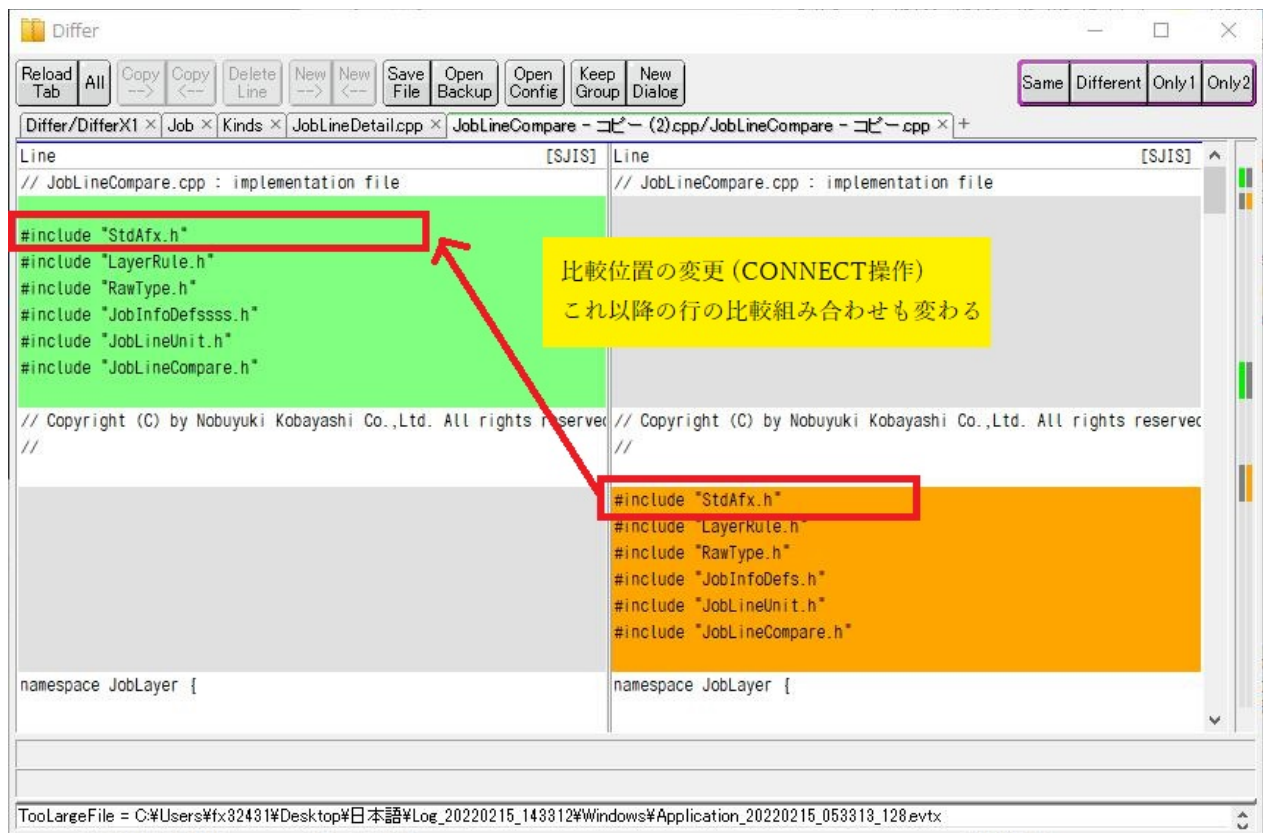 Differ
Reload Tab All Copy --> Copy <-- Delete Line New --> New <-- Save File Open Backup Open Config Keep Group New Dialog Same Different Only1 Only2
Differ/DifferX1 × Job × Kinds × JobLineDetail.cpp × JobLineCompare - コピー (2).cpp/JobLineCompare - コピー.cpp × +
Line [SJIS] Line [SJIS]
// JobLineCompare.cpp : implementation file // JobLineCompare.cpp : implementation file
#include "StdAfx.h"
#include "LayerRule.h"
#include "RawType.h"
#include "JobInfoDefssss.h"
#include "JobLineUnit.h"
#include "JobLineCompare.h"
比較位置の変更（CONNECT操作）
これ以降の行の比較組み合わせも変わる
// Copyright (C) by Nobuyuki Kobayashi Co.,Ltd. All rights reserved // Copyright (C) by Nobuyuki Kobayashi Co.,Ltd. All rights reserved
// //
#include "StdAfx.h"
#include "LayerRule.h"
#include "RawType.h"
#include "JobInfoDefs.h"
#include "JobLineUnit.h"
#include "JobLineCompare.h"
namespace JobLayer { namespace JobLayer {
TooLargeFile = C:¥Users¥fx32431¥Desktop¥日本語¥Log_20220215_143312¥Windows¥Application_20220215_053313_128.evtx